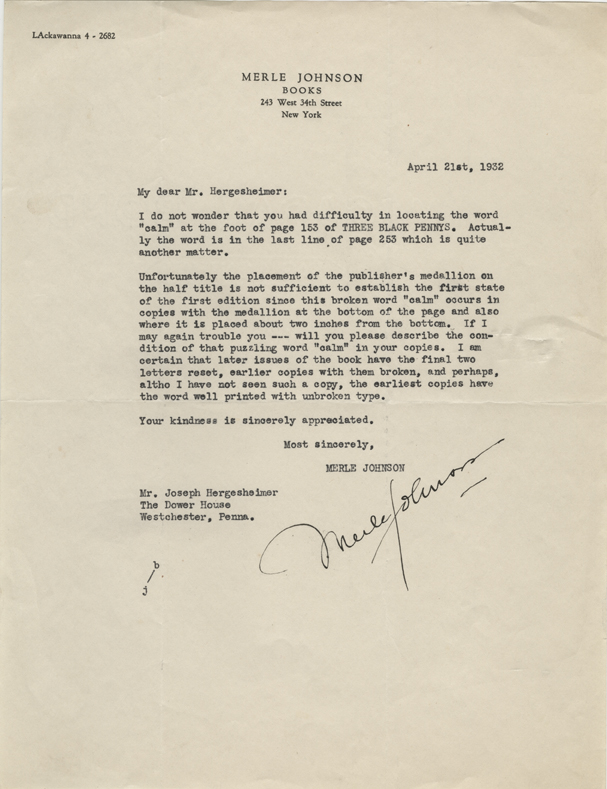 LAckawanna 4 - 2682
MERLE JOHNSON
BOOKS
243 West 34th Street
New York
April 21st, 1932
My dear Mr. Hergesheimer:
I do not wonder that you had difficulty in locating the word
"calm" at the foot of page 153 of THREE BLACK PENNYS. Actual-
ly the word is in the last line of page 253 which is quite
another matter.
Unfortunately the placement of the publisher's medallion on
the half title is not sufficient to establish the first state
of the first edition since this broken word "calm" occurs in
copies with the medallion at the bottom of the page and also
where it is placed about two inches from the bottom. If I
may again trouble you --- will you please describe the con-
dition of that puzzling word "calm" in your copies. I am
certain that later issues of the book have the final two
letters reset, earlier copies with them broken, and perhaps,
altho I have not seen such a copy, the earliest copies have
the word well printed with unbroken type.
Your kindness is sincerely appreciated.
Most sincerely,
MERLE JOHNSON
Mr. Joseph Hergesheimer
The Dower House
Westchester, Penna.
Merle Johnson
b
/
j